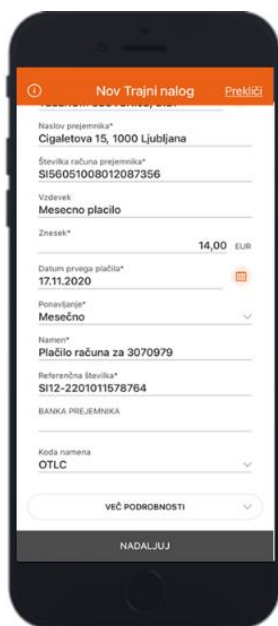 Nov Trajni nalog
Prekliči
Naslov prejemnika*
Cigaletova 15, 1000 Ljubljana
Številka računa prejemnika*
SI56051008012087356
Vzdevek
Mesecno placilo
Znesek*
14,00 EUR
Datum prvega plačila*
17.11.2020
Ponavljanje*
Mesečno
Namen*
Plačilo računa za 3070979
Referenčna številka*
SI12-2201011578764
BANKA PREJEMNIKA
Koda namena
OTLC
VEČ PODROBNOSTI
NADALJUJ